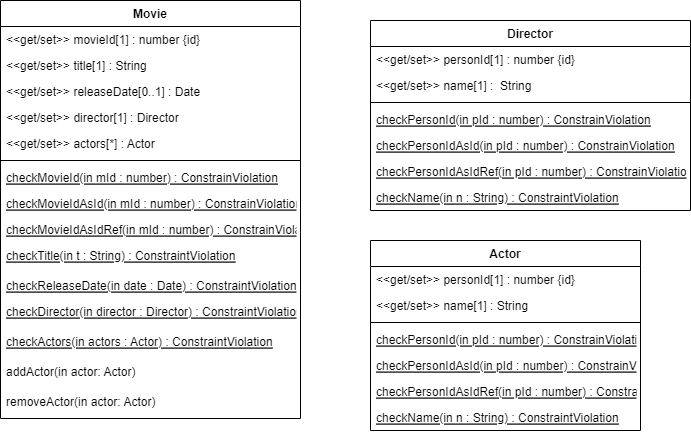 Movie
<<get/set>> movieId[1] : number {id}
<<get/set>> title[1] : String
<<get/set>> releaseDate[0..1] : Date
<<get/set>> director[1] : Director
<<get/set>> actors[*] : Actor
checkMovieId(in mId : number) : ConstrainViolation
checkMovieIdAsId(in mId : number) : ConstrainViolatio
checkMovieIdAsIdRef(in mId : number) : ConstrainViola
checkTitle(in t : String) : ConstraintViolation
checkReleaseDate(in date : Date) : ConstraintViolation
checkDirector(in director : Director) : ConstraintViolation
checkActors(in actors : Actor) : ConstraintViolation
addActor(in actor: Actor)
removeActor(in actor: Actor)
Director
<<get/set>> personId[1] : number {id}
<<get/set>> name[1] :  String
checkPersonId(in pId : number) : ConstrainViolation
checkPersonIdAsId(in pId : number) : ConstrainViolation
checkPersonIdAsIdRef(in pId : number) : ConstrainViolatio
checkName(in n : String) : ConstraintViolation
Actor
<<get/set>> personId[1] : number {id}
<<get/set>> name[1] : String
checkPersonId(in pId : number) : ConstrainViolati
checkPersonIdAsId(in pId : number) : ConstrainV
checkPersonIdAsIdRef(in pId : number) : Constra
checkName(in n : String) : ConstraintViolation